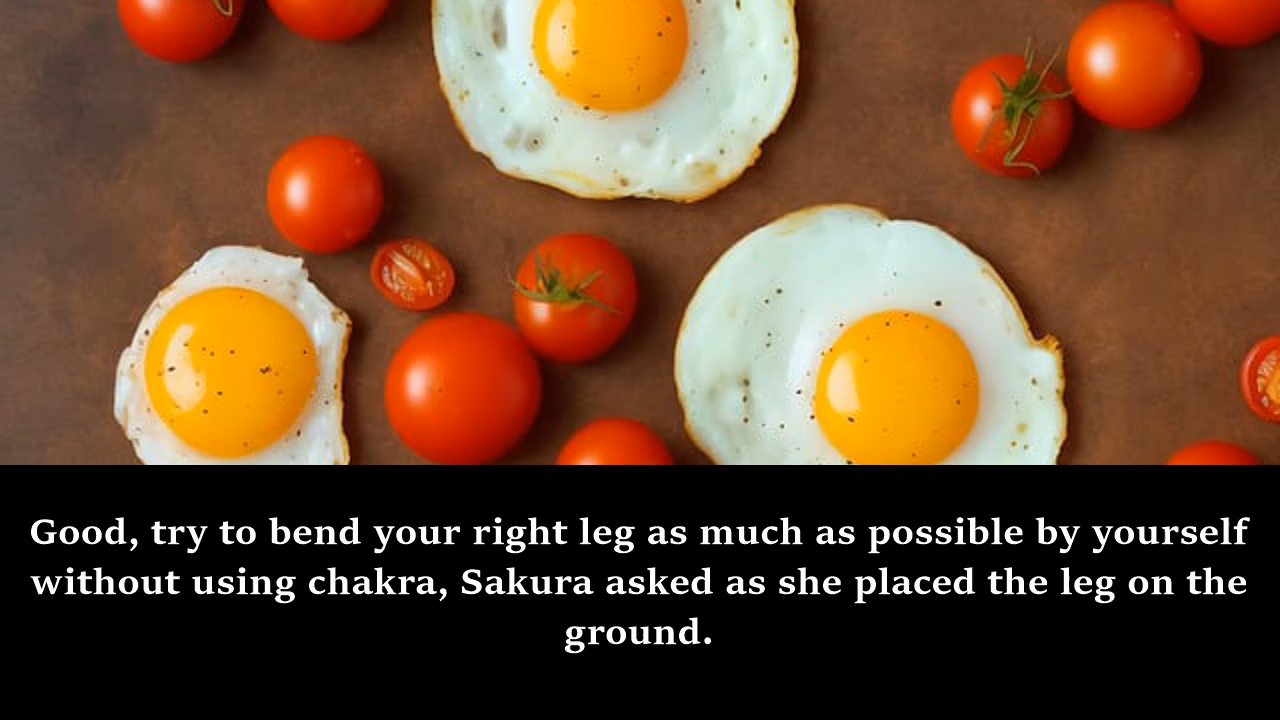 Good, try to bend your right leg as much as possible by yourself
without using chakra, Sakura asked as she placed the leg on the
ground.